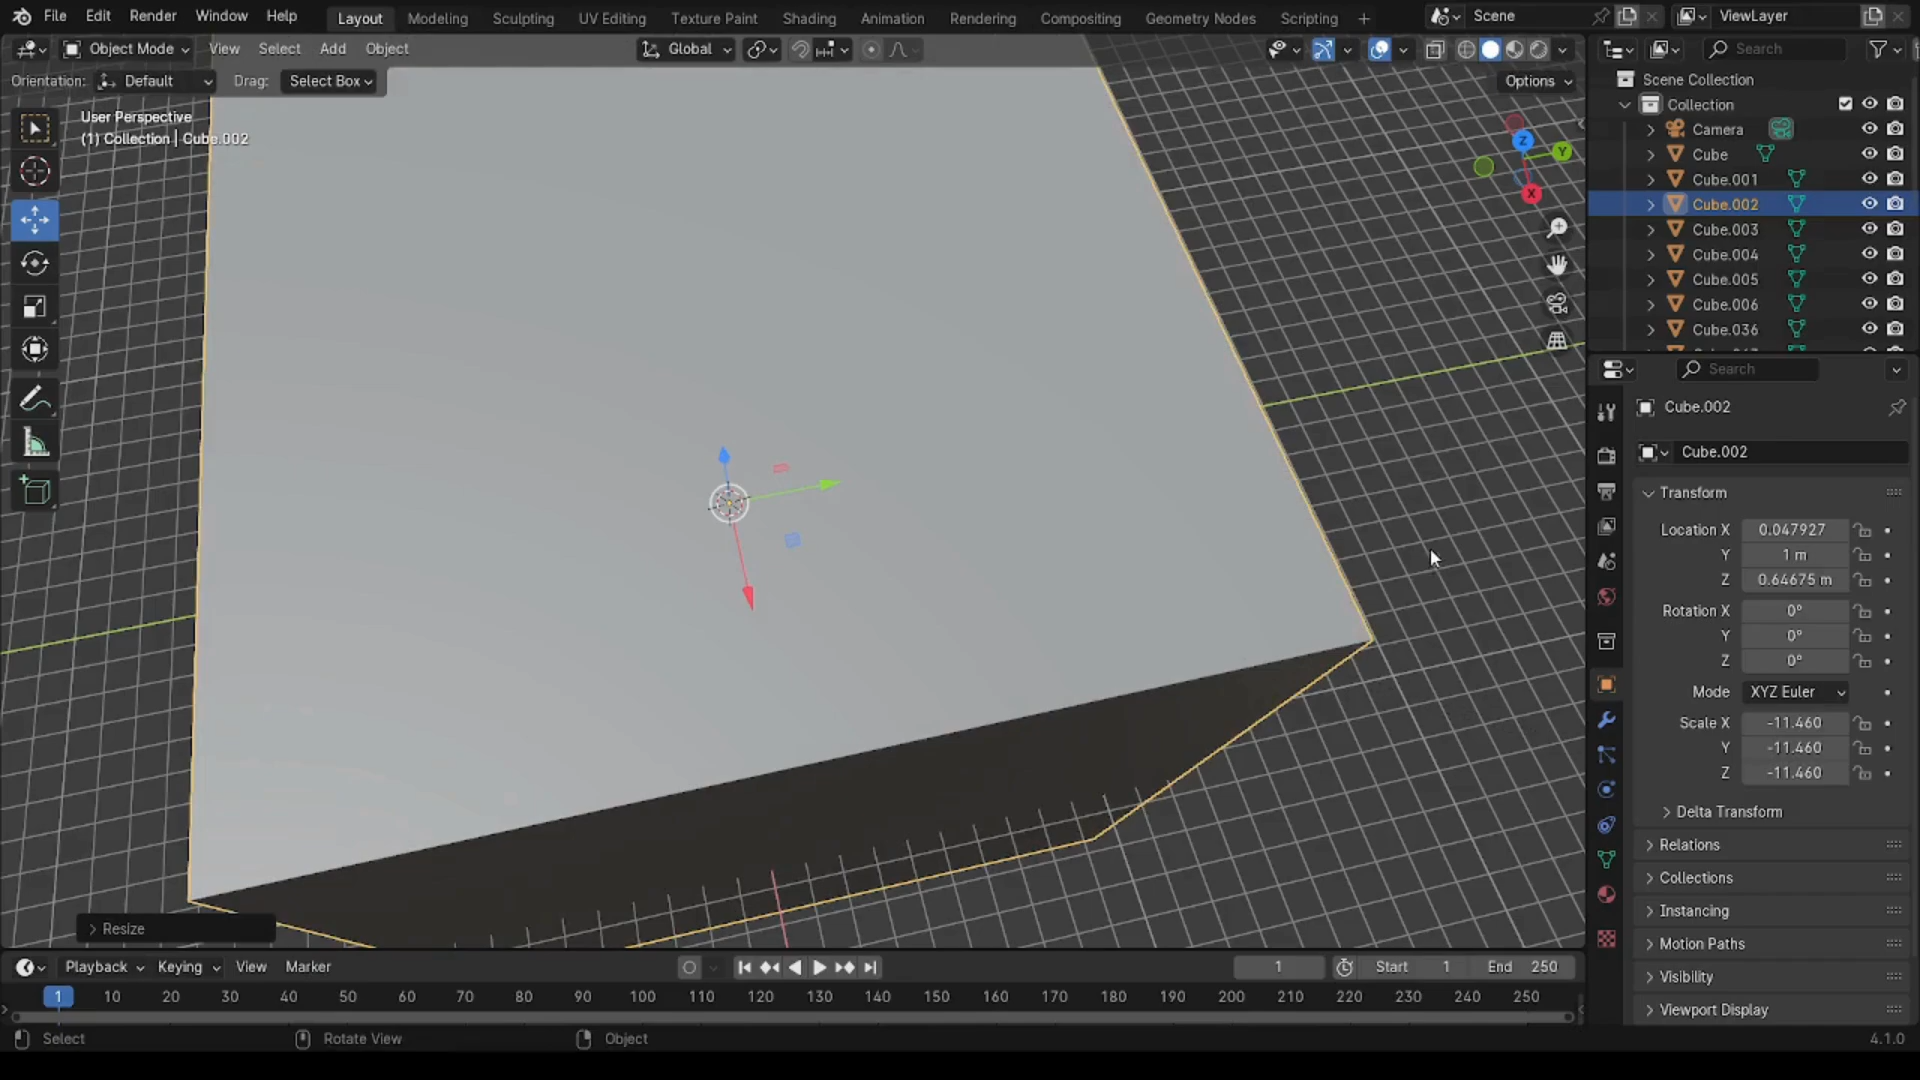 File Edit Render Window Help Layout Modeling Sculpting UV Editing Texture Paint Shading Animation Rendering Compositing Geometry Nodes Scripting + Scene ViewLayer
Object Mode View Select Add Object Global Search
Orientation: Default Drag: Select Box Options
User Perspective
(1) Collection | Cube.002
Z
Y
X
Scene Collection
Collection
Camera
Cube
Cube.001
Cube.002
Cube.003
Cube.004
Cube.005
Cube.006
Cube.036
Search
Cube.002
Cube.002
Transform
Location X 0.047927
Y 1 m
Z 0.64675 m
Rotation X 0°
Y 0°
Z 0°
Mode XYZ Euler
Scale X -11.460
Y -11.460
Z -11.460
Delta Transform
Relations
Collections
Instancing
Motion Paths
Visibility
Viewport Display
Resize
Playback Keying View Marker 1 Start 1 End 250
1 10 20 30 40 50 60 70 80 90 100 110 120 130 140 150 160 170 180 190 200 210 220 230 240 250
Select Rotate View Object 4.1.0